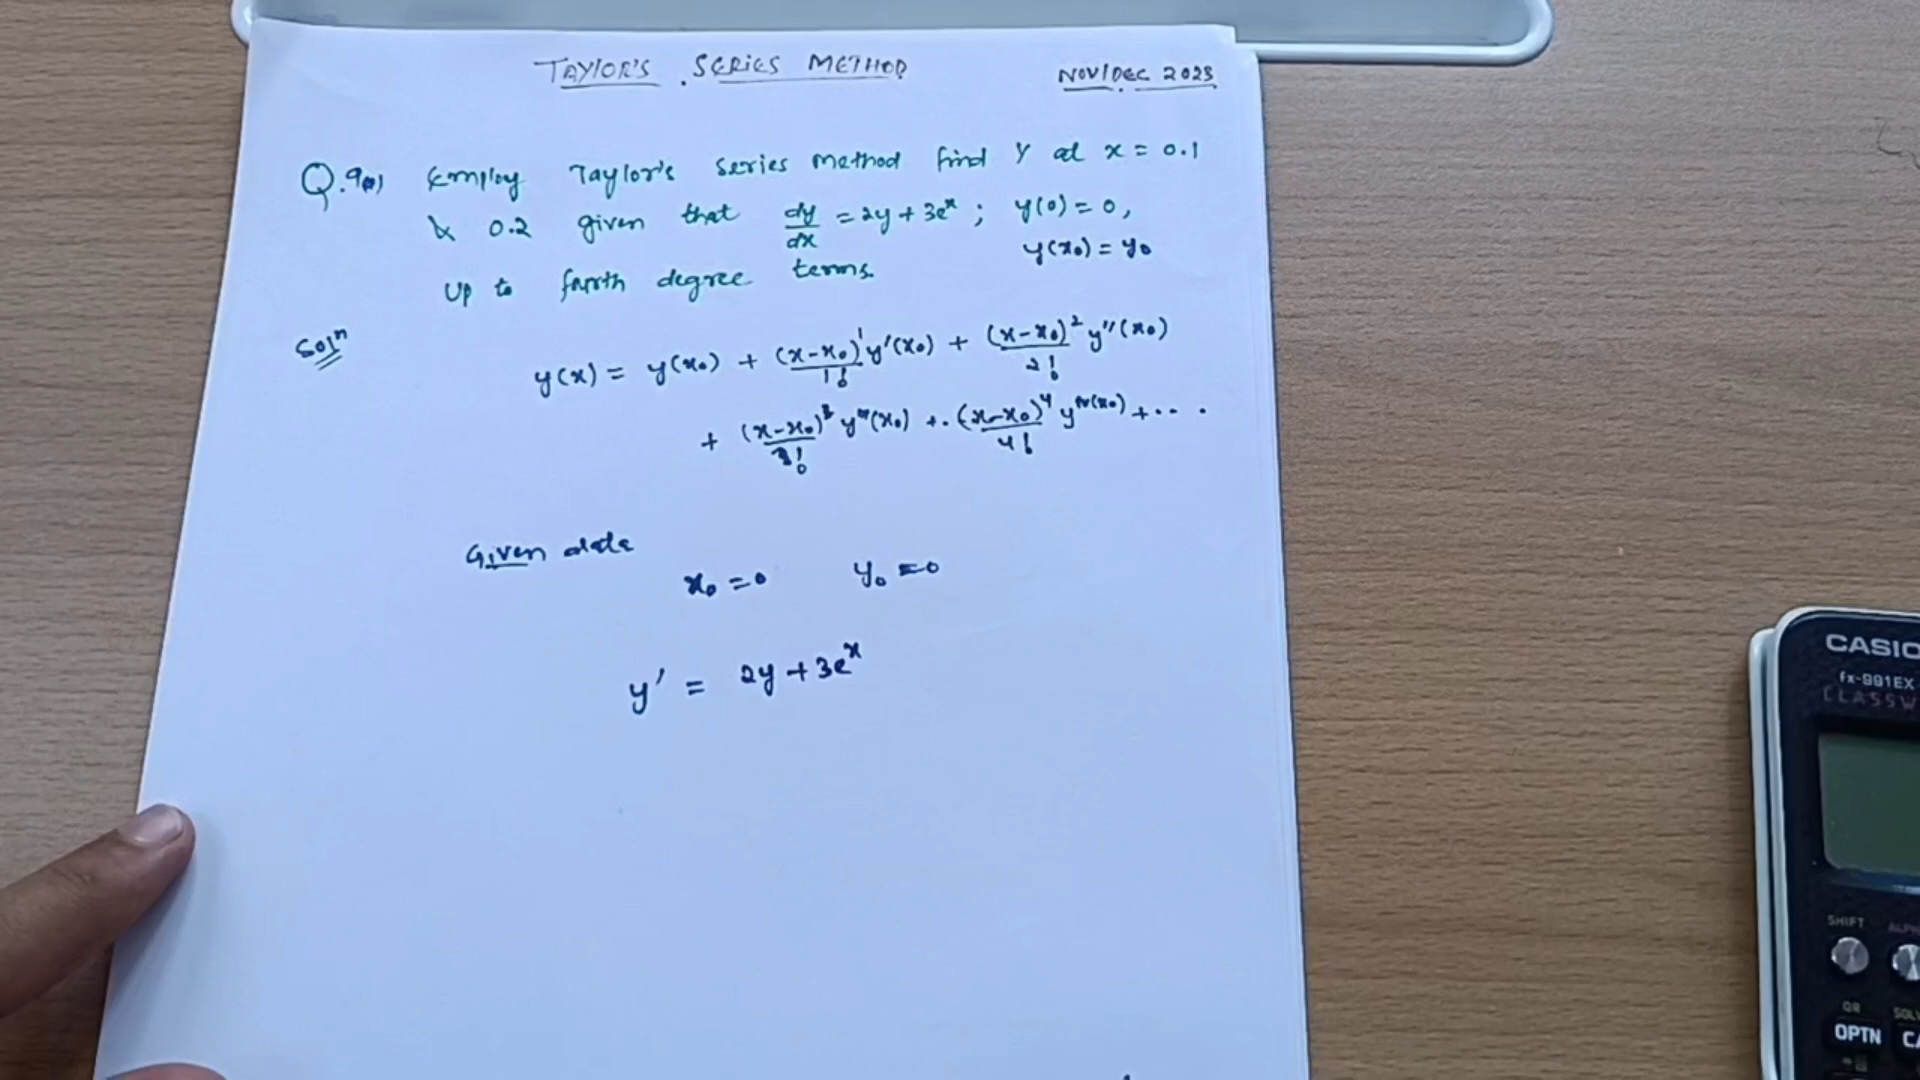 TAYLOR'S SERIES METHOD
NOV/DEC 2023
Q.9(a) Employ Taylor's series method find y at x = 0.1
& 0.2 given that dy/dx = 2y + 3e^x ; y(0) = 0,
y(x₀) = y₀
up to fourth degree terms.
Solⁿ
y(x) = y(x₀) + (x-x₀)¹/1! y'(x₀) + (x-x₀)²/2! y''(x₀)
+ (x-x₀)³/3! y'''(x₀) + (x-x₀)⁴/4! y^IV(x₀) + ....
Given data
x₀ = 0 y₀ = 0
y' = 2y + 3e^x
CASIO
fx-991EX
CLASSW
SHIFT
OPTN